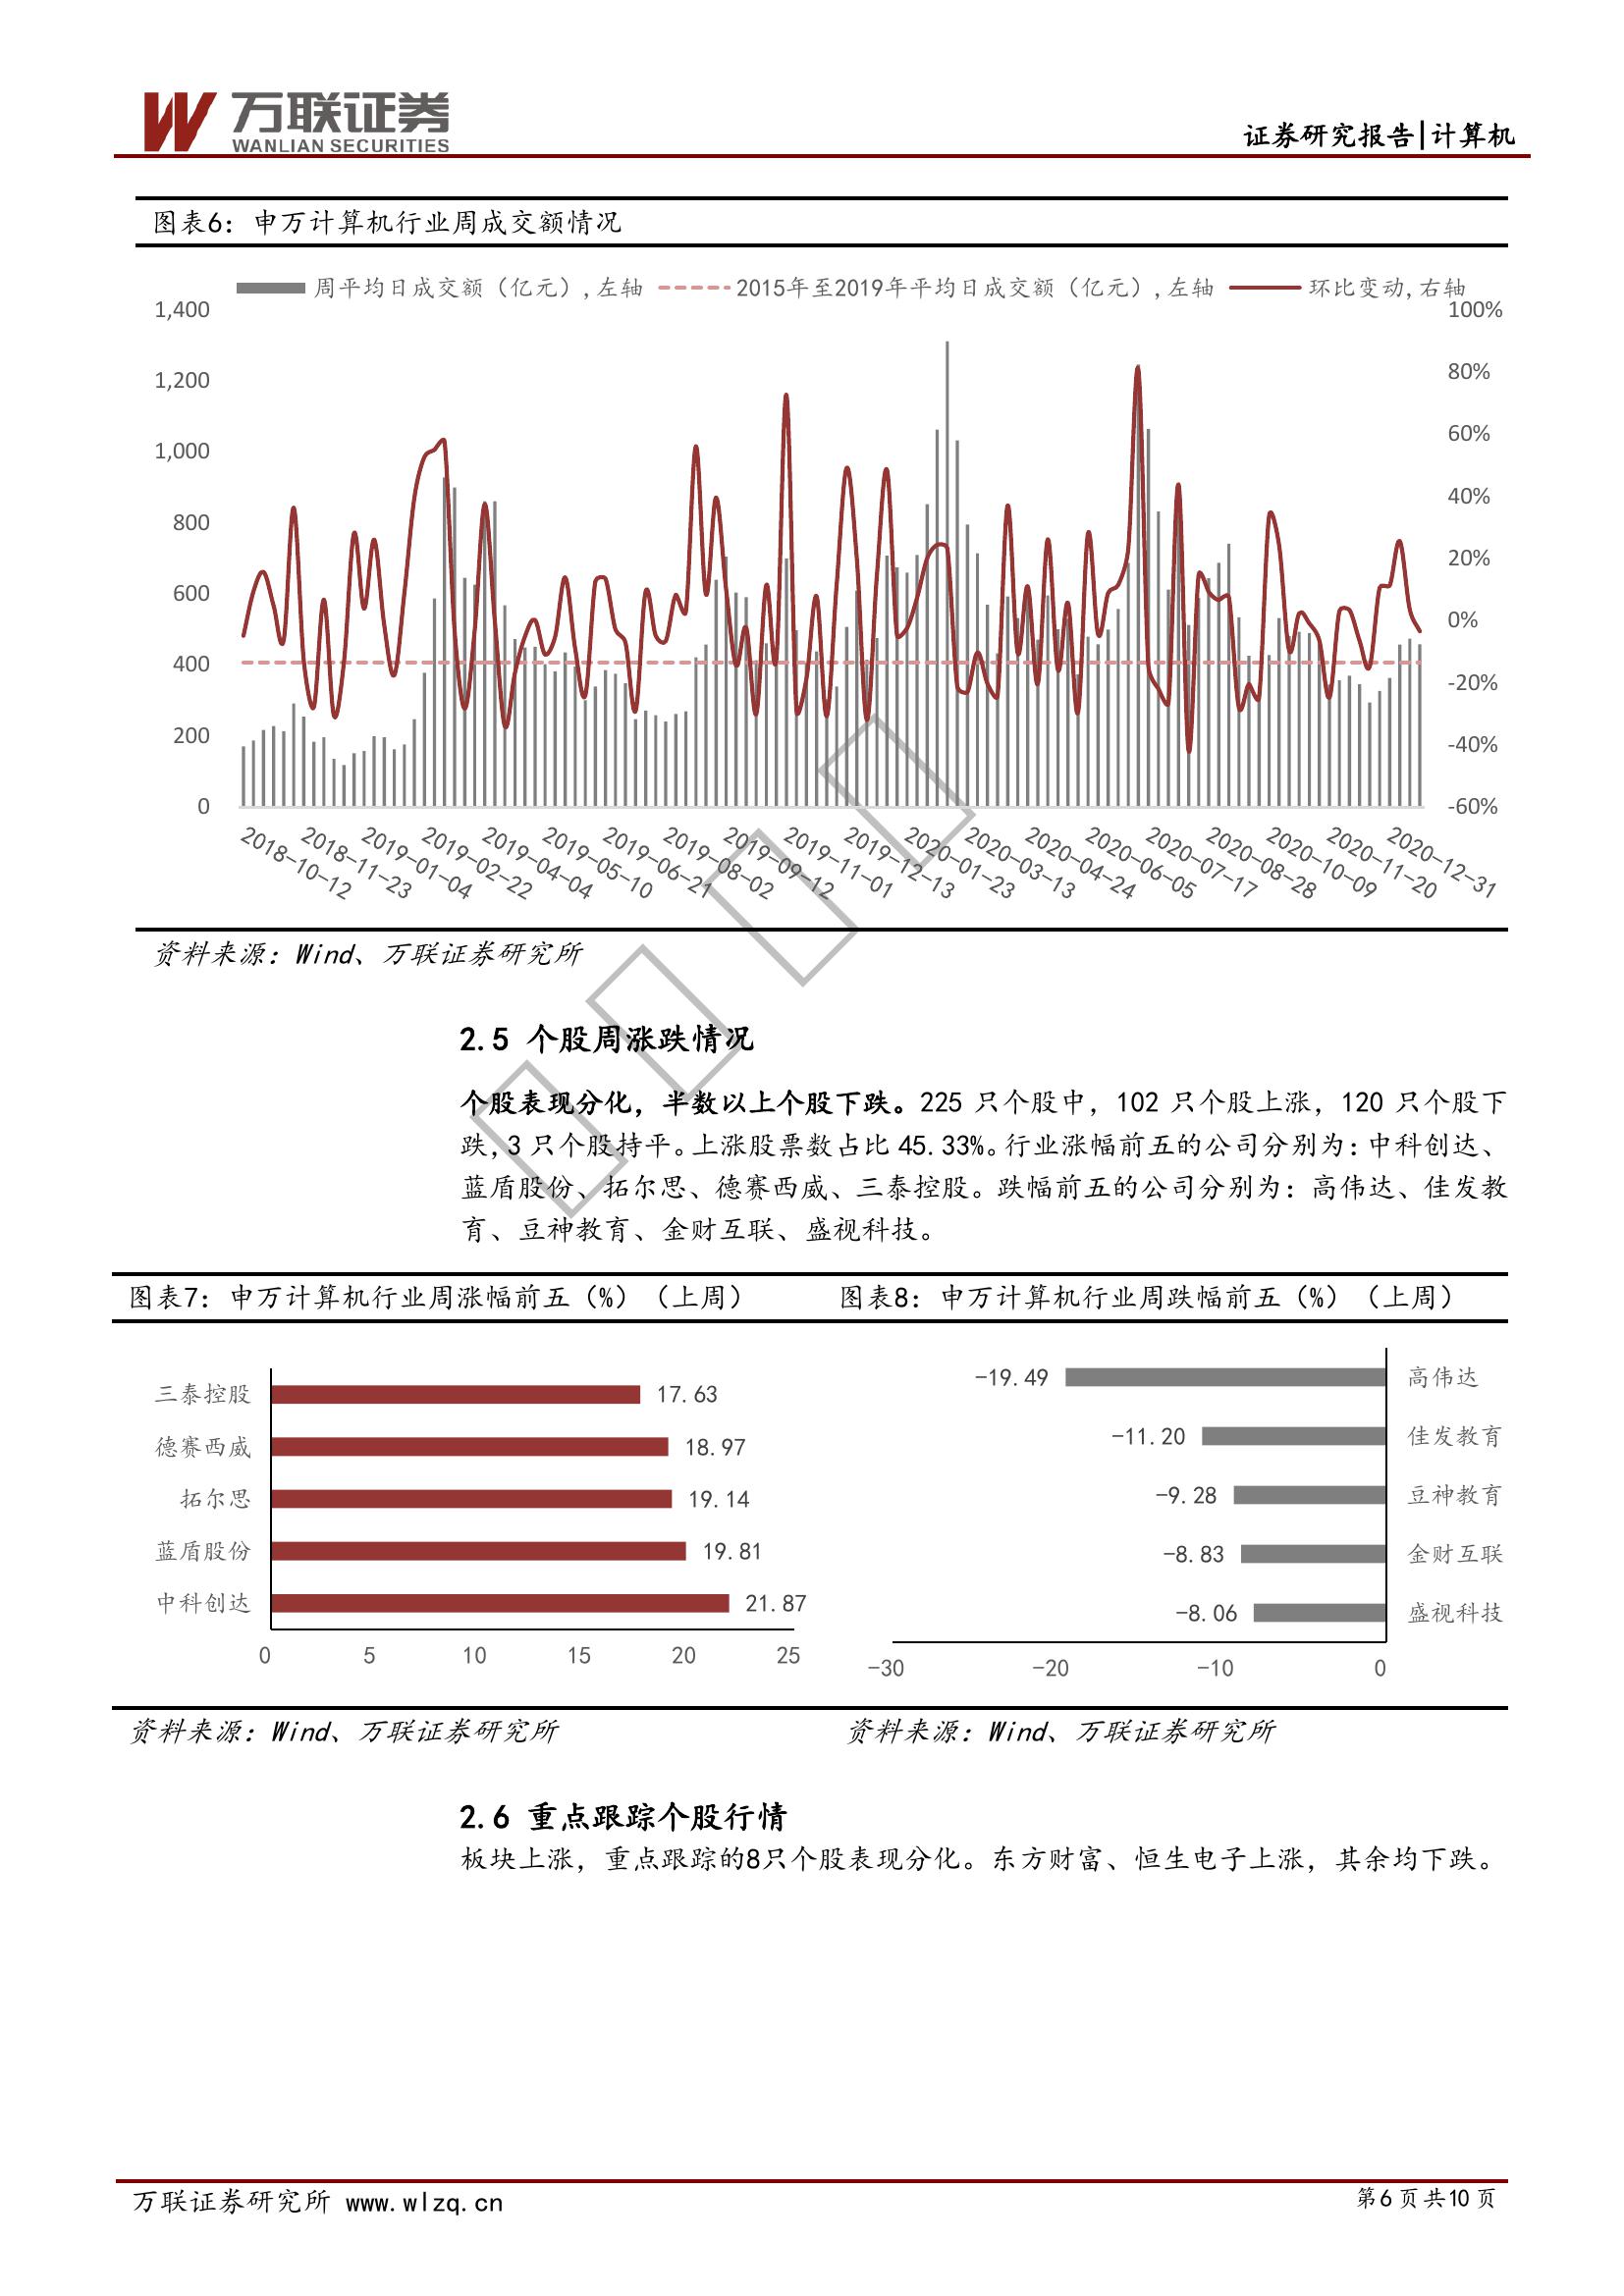 万联证券
WANLIAN SECURITIES
证券研究报告|计算机
图表6：申万计算机行业周成交额情况
周平均日成交额（亿元）,左轴 2015年至2019年平均日成交额（亿元）,左轴 环比变动,右轴
1,400
1,200
1,000
800
600
400
200
0
100%
80%
60%
40%
20%
0%
-20%
-40%
-60%
2018-10-12
2018-11-23
2019-01-04
2019-02-22
2019-04-04
2019-05-10
2019-06-21
2019-08-02
2019-09-12
2019-11-01
2019-12-13
2020-01-23
2020-03-13
2020-04-24
2020-06-05
2020-07-17
2020-08-28
2020-10-09
2020-11-20
2020-12-31
资料来源：Wind、万联证券研究所
2.5 个股周涨跌情况
个股表现分化，半数以上个股下跌。225 只个股中，102 只个股上涨，120 只个股下
跌，3 只个股持平。上涨股票数占比 45.33%。行业涨幅前五的公司分别为：中科创达、
蓝盾股份、拓尔思、德赛西威、三泰控股。跌幅前五的公司分别为：高伟达、佳发教
育、豆神教育、金财互联、盛视科技。
图表7：申万计算机行业周涨幅前五（%）（上周）
三泰控股 17.63
德赛西威 18.97
拓尔思 19.14
蓝盾股份 19.81
中科创达 21.87
0 5 10 15 20 25
资料来源：Wind、万联证券研究所
图表8：申万计算机行业周跌幅前五（%）（上周）
-19.49 高伟达
-11.20 佳发教育
-9.28 豆神教育
-8.83 金财互联
-8.06 盛视科技
-30 -20 -10 0
资料来源：Wind、万联证券研究所
2.6 重点跟踪个股行情
板块上涨，重点跟踪的8只个股表现分化。东方财富、恒生电子上涨，其余均下跌。
万联证券研究所 www.wlzq.cn
第 6 页 共 10 页